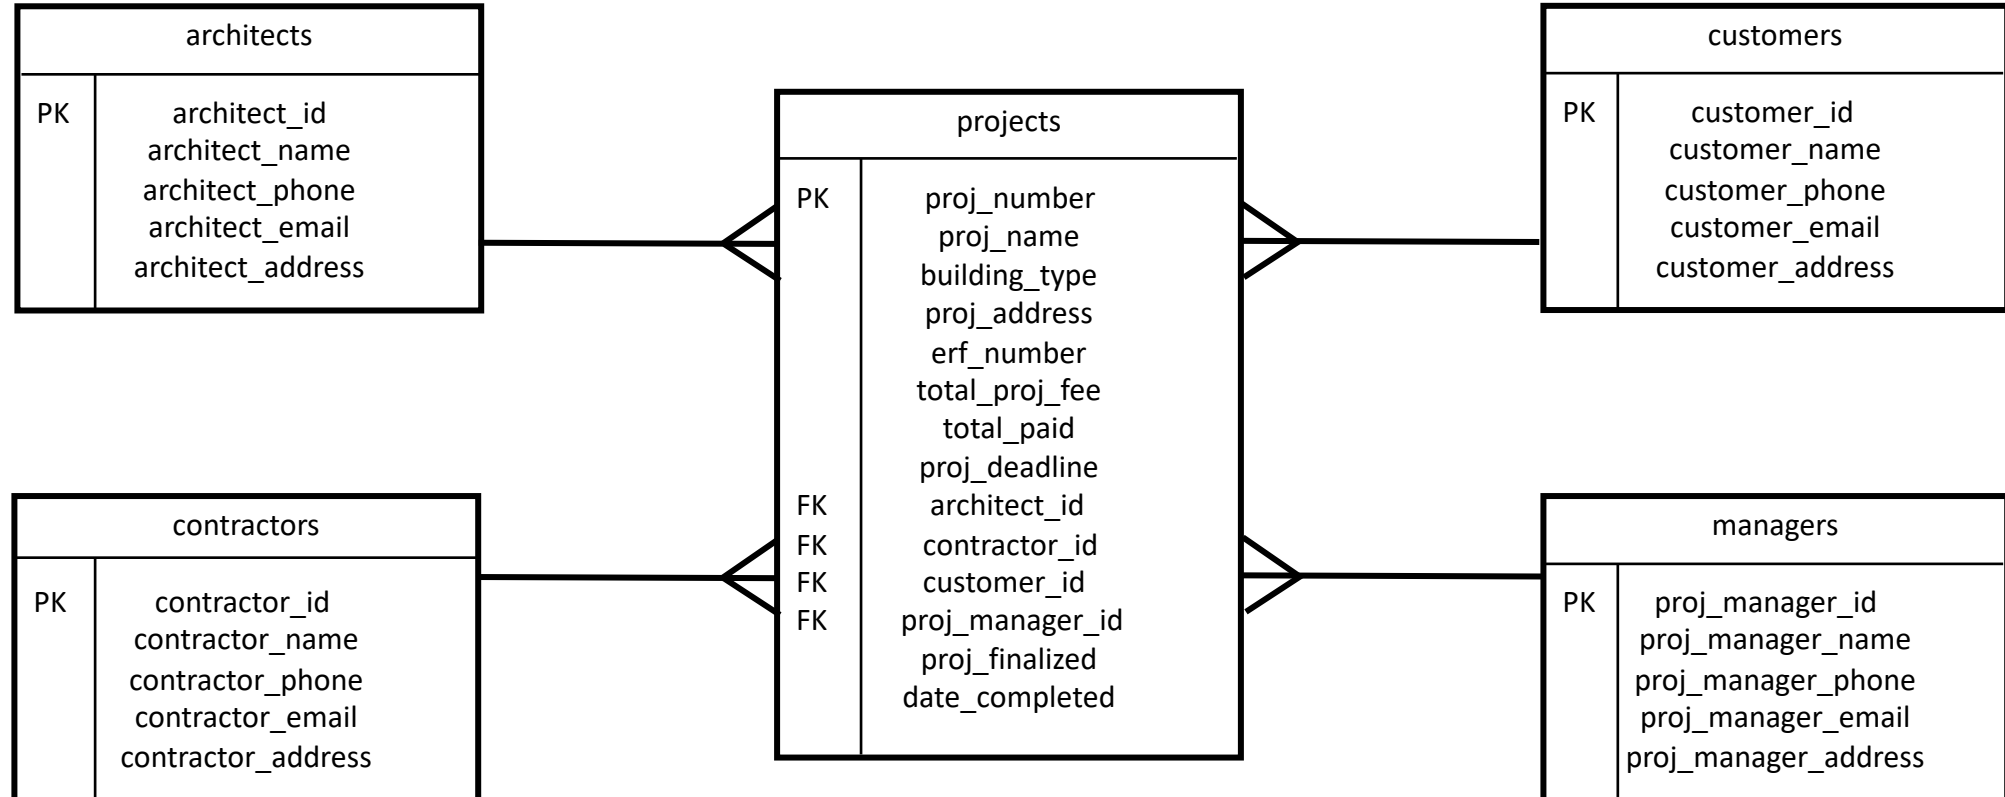 architects
PK architect_id
architect_name
architect_phone
architect_email
architect_address
customers
PK customer_id
customer_name
customer_phone
customer_email
customer_address
projects
PK proj_number
proj_name
building_type
proj_address
erf_number
total_proj_fee
total_paid
proj_deadline
FK architect_id
FK contractor_id
FK customer_id
FK proj_manager_id
proj_finalized
date_completed
contractors
PK contractor_id
contractor_name
contractor_phone
contractor_email
contractor_address
managers
PK proj_manager_id
proj_manager_name
proj_manager_phone
proj_manager_email
proj_manager_address